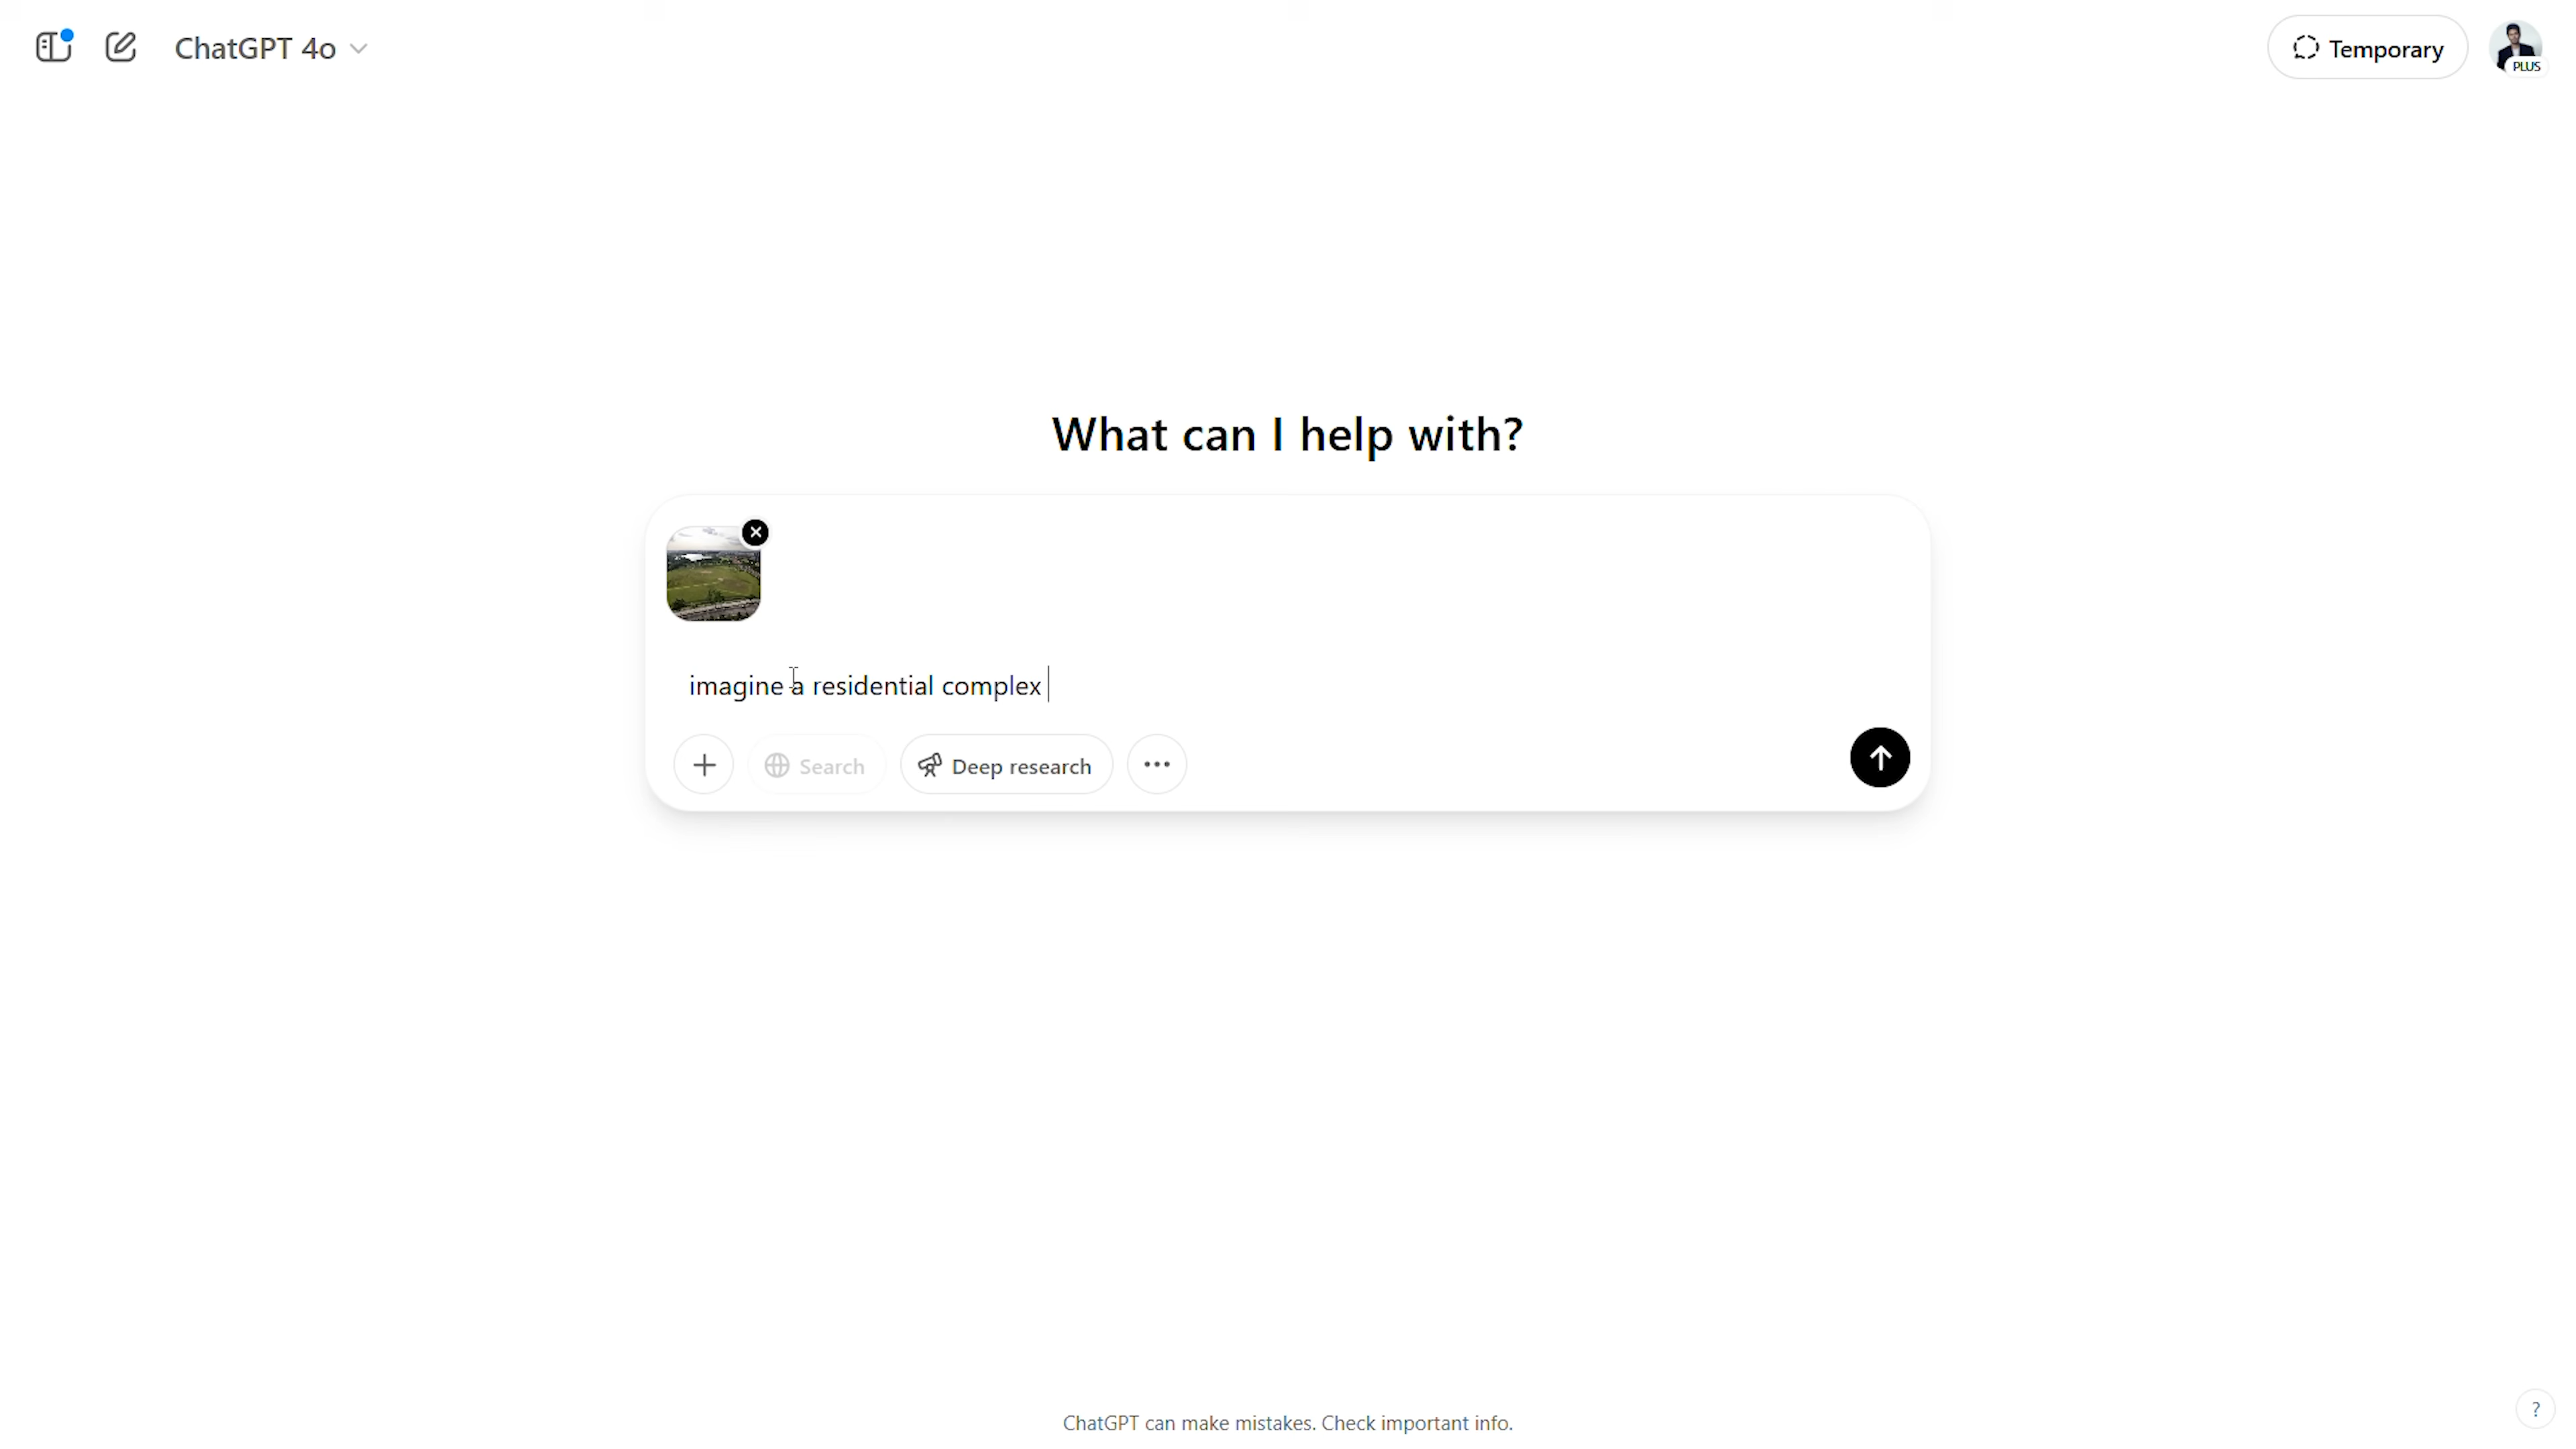 ChatGPT 4o
Temporary
PLUS
What can I help with?
imagine a residential complex
Search
Deep research
ChatGPT can make mistakes. Check important info.
?